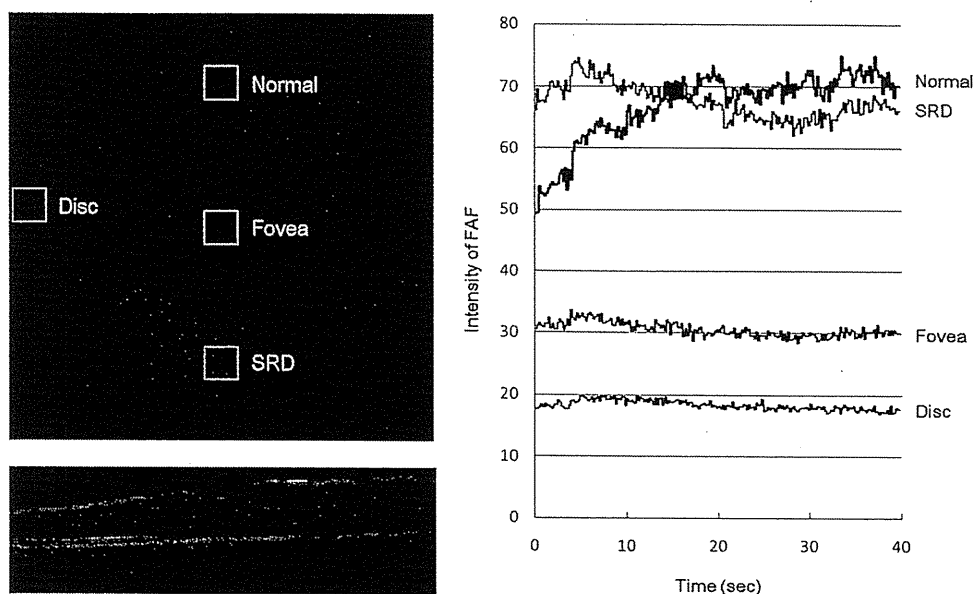 Normal
Disc
Fovea
SRD
Intensity of FAF
80
70
60
50
40
30
20
10
0
Normal
SRD
Fovea
Disc
0
10
20
30
40
Time (sec)